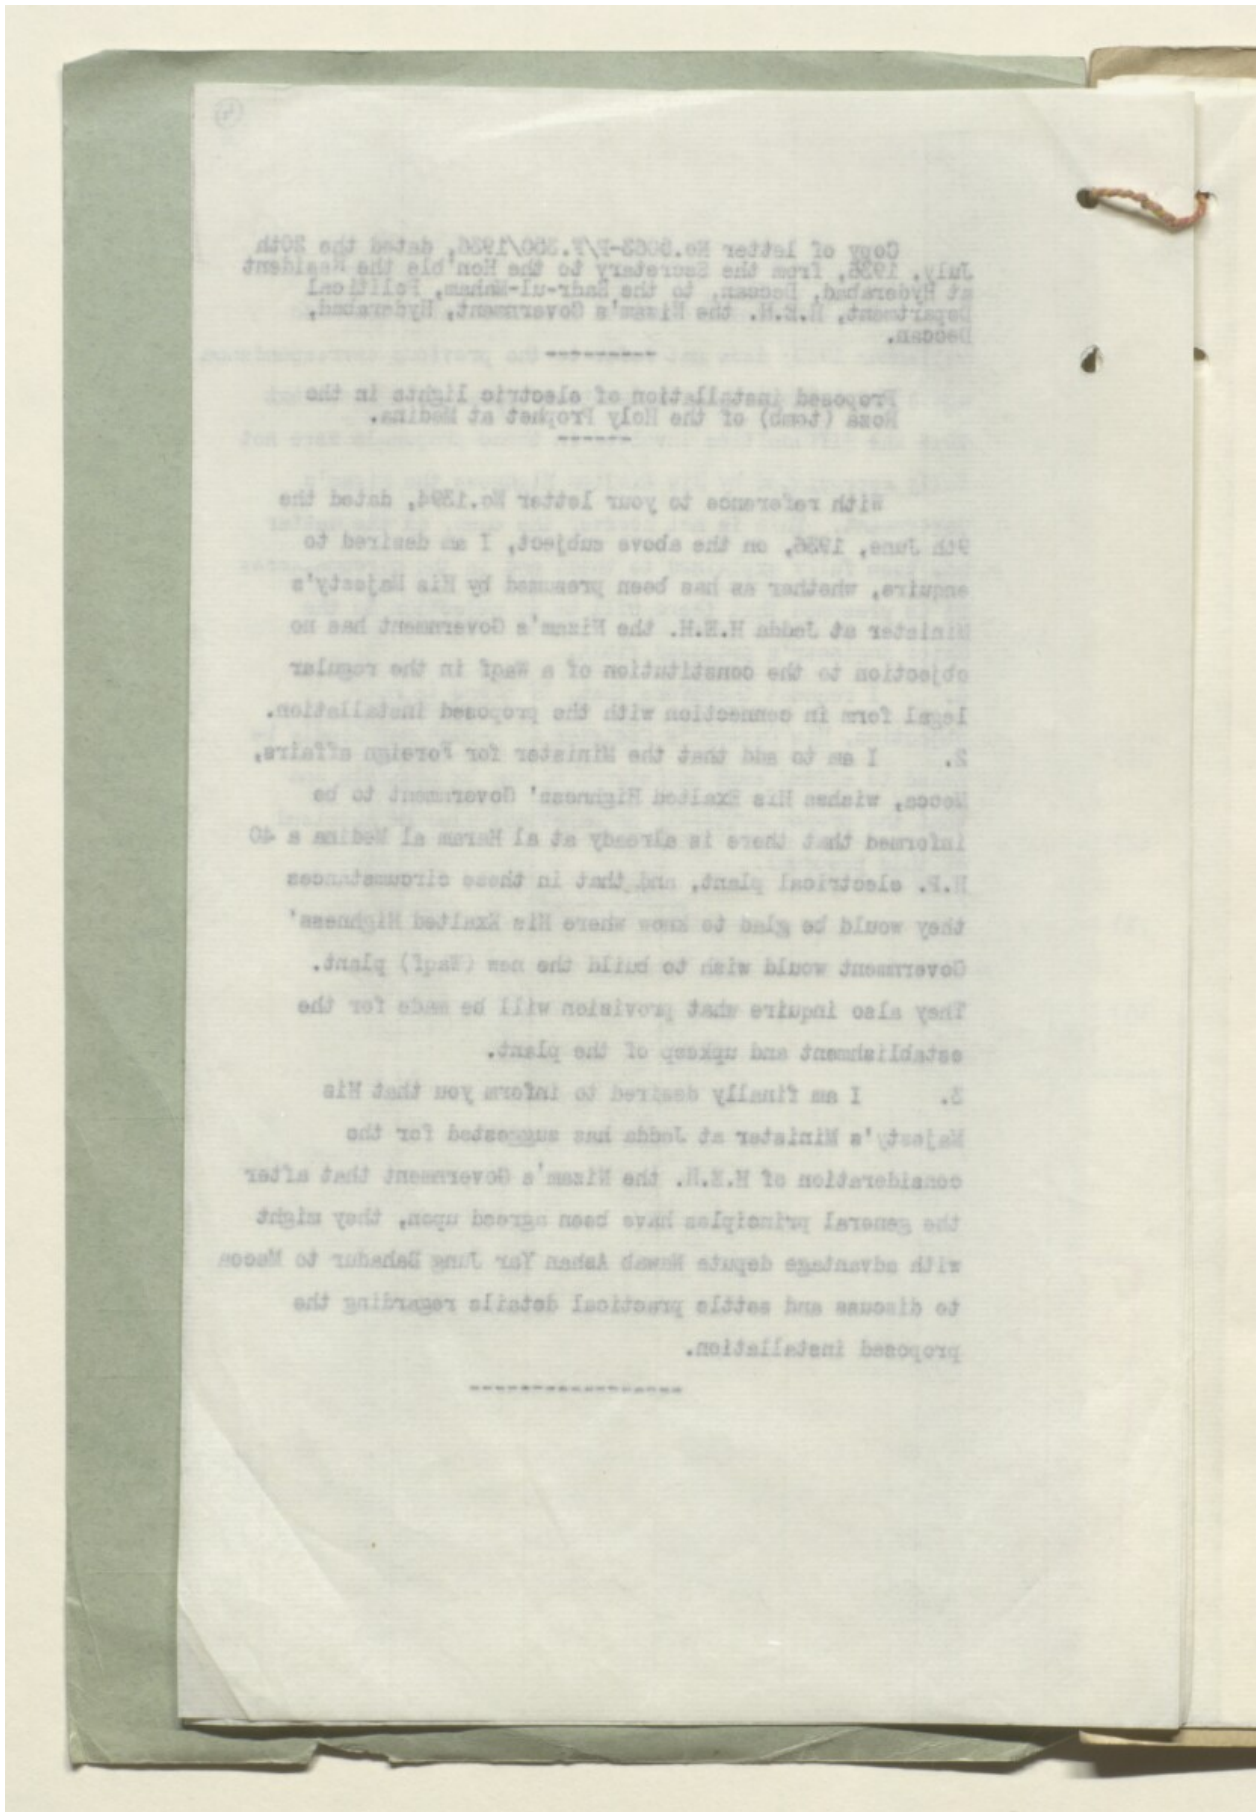 Copy of letter No.5063-P/F.350/1936, dated the 20th
July, 1936, from the Secretary to the Hon'ble the Resident
at Hyderabad, Deccan, to the Sadr-ul-Maham, Political
Department, H.E.H. the Nizam's Government, Hyderabad,
Deccan.
---------
Proposed installation of electric lights in the
Roza (tomb) of the Holy Prophet at Medina.
------
With reference to your letter No.1394, dated the
9th June, 1936, on the above subject, I am desired to
enquire, whether as has been presumed by His Majesty's
Minister at Jedda H.E.H. the Nizam's Government has no
objection to the constitution of a Waqf in the regular
legal form in connection with the proposed installation.
2. I am to add that the Minister for Foreign affairs,
Mecca, wishes His Exalted Highness' Government to be
informed that there is already at al Haram al Medina a 40
H.P. electrical plant, and that in these circumstances
they would be glad to know where His Exalted Highness'
Government would wish to build the new (Waqf) plant.
They also inquire what provision will be made for the
establishment and upkeep of the plant.
3. I am finally desired to inform you that His
Majesty's Minister at Jedda has suggested for the
consideration of H.E.H. the Nizam's Government that after
the general principles have been agreed upon, they might
with advantage depute Nawab Ashan Yar Jung Bahadur to Mecca
to discuss and settle practical details regarding the
proposed installation.
-----------------